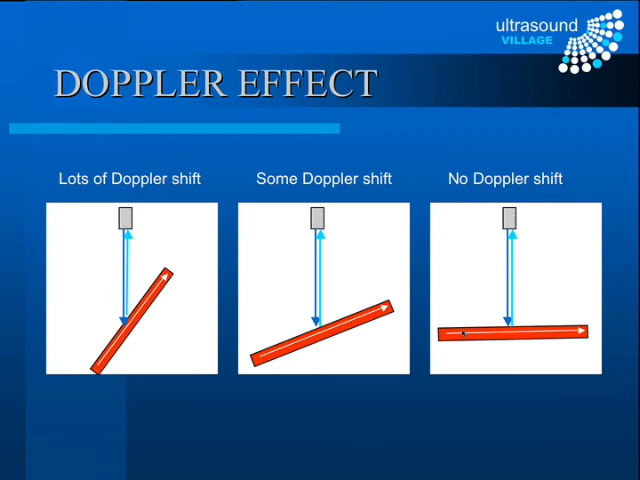 ultrasound
VILLAGE
DOPPLER EFFECT
Lots of Doppler shift
Some Doppler shift
No Doppler shift